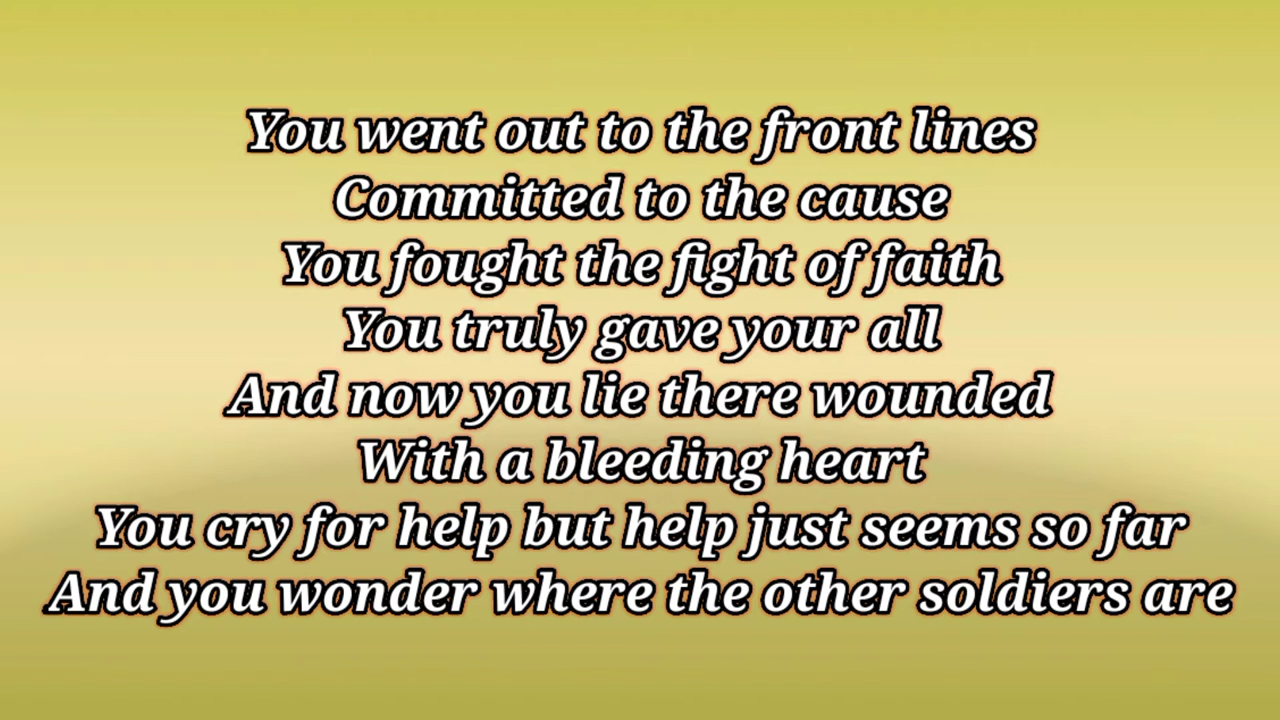 You went out to the front lines
Committed to the cause
You fought the fight of faith
You truly gave your all
And now you lie there wounded
With a bleeding heart
You cry for help but help just seems so far
And you wonder where the other soldiers are